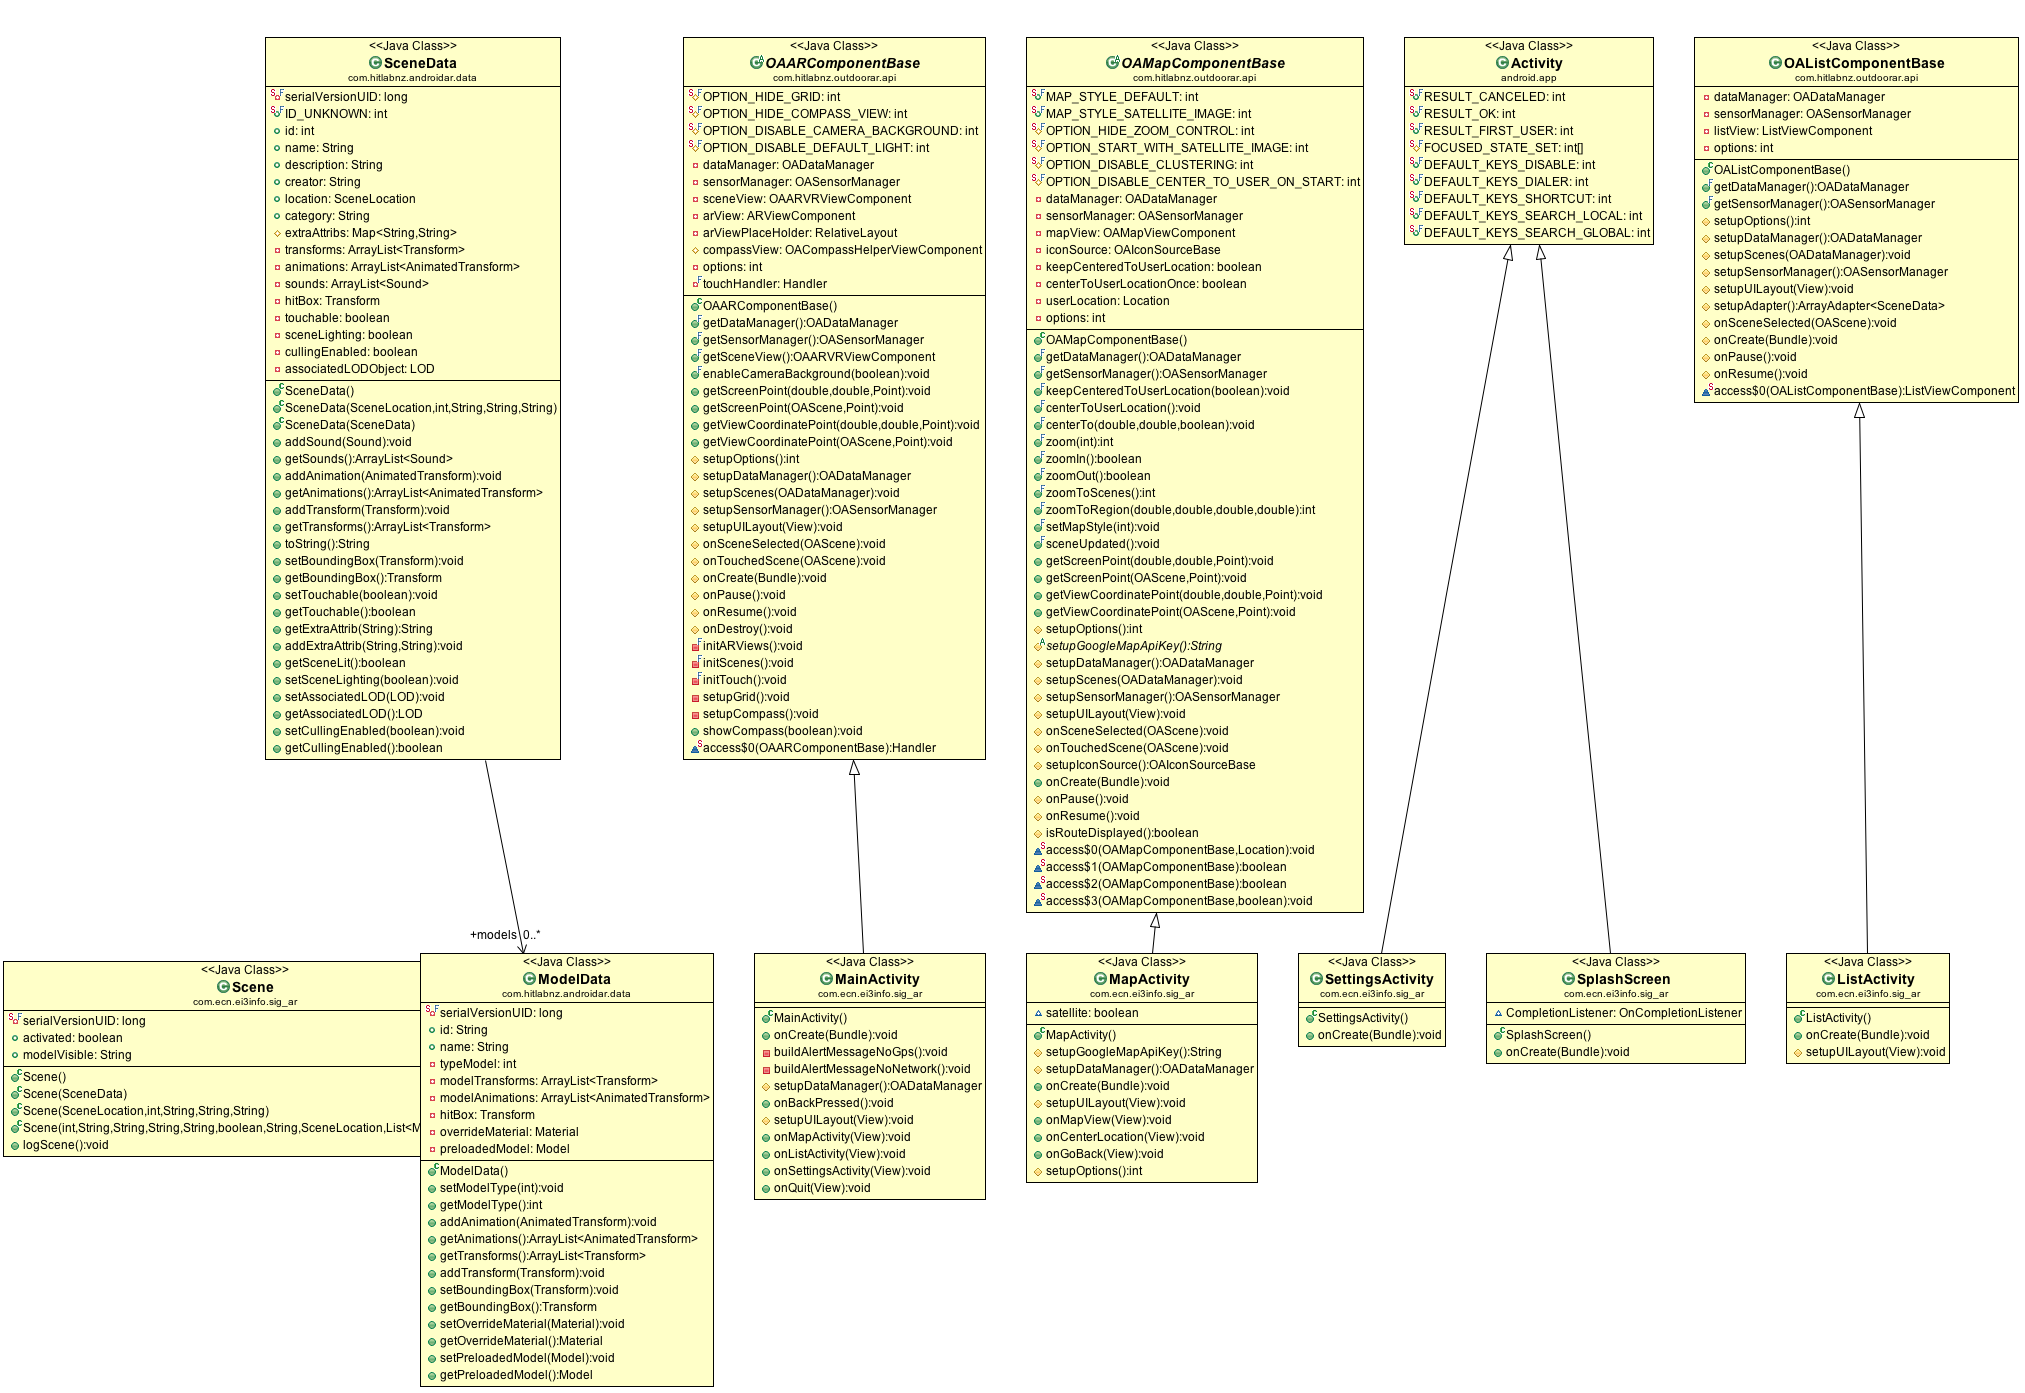 <<Java Class>>
SceneData
com.hitlabnz.androidar.data
serialVersionUID: long
ID_UNKNOWN: int
id: int
name: String
description: String
creator: String
location: SceneLocation
category: String
extraAttribs: Map<String,String>
transforms: ArrayList<Transform>
animations: ArrayList<AnimatedTransform>
sounds: ArrayList<Sound>
hitBox: Transform
touchable: boolean
sceneLighting: boolean
cullingEnabled: boolean
associatedLODObject: LOD
SceneData()
SceneData(SceneLocation,int,String,String,String)
SceneData(SceneData)
addSound(Sound):void
getSounds():ArrayList<Sound>
addAnimation(AnimatedTransform):void
getAnimations():ArrayList<AnimatedTransform>
addTransform(Transform):void
getTransforms():ArrayList<Transform>
toString():String
setBoundingBox(Transform):void
getBoundingBox():Transform
setTouchable(boolean):void
getTouchable():boolean
getExtraAttrib(String):String
addExtraAttrib(String,String):void
getSceneLit():boolean
setSceneLighting(boolean):void
setAssociatedLOD(LOD):void
getAssociatedLOD():LOD
setCullingEnabled(boolean):void
getCullingEnabled():boolean
<<Java Class>>
OAARComponentBase
com.hitlabnz.outdoorar.api
OPTION_HIDE_GRID: int
OPTION_HIDE_COMPASS_VIEW: int
OPTION_DISABLE_CAMERA_BACKGROUND: int
OPTION_DISABLE_DEFAULT_LIGHT: int
dataManager: OADataManager
sensorManager: OASensorManager
sceneView: OAARVRViewComponent
arView: ARViewComponent
arViewPlaceHolder: RelativeLayout
compassView: OACompassHelperViewComponent
options: int
touchHandler: Handler
OAARComponentBase()
getDataManager():OADataManager
getSensorManager():OASensorManager
getSceneView():OAARVRViewComponent
enableCameraBackground(boolean):void
getScreenPoint(double,double,Point):void
getScreenPoint(OAScene,Point):void
getViewCoordinatePoint(double,double,Point):void
getViewCoordinatePoint(OAScene,Point):void
setupOptions():int
setupDataManager():OADataManager
setupScenes(OADataManager):void
setupSensorManager():OASensorManager
setupUILayout(View):void
onSceneSelected(OAScene):void
onTouchedScene(OAScene):void
onCreate(Bundle):void
onPause():void
onResume():void
onDestroy():void
initARViews():void
initScenes():void
initTouch():void
setupGrid():void
setupCompass():void
showCompass(boolean):void
access$0(OAARComponentBase):Handler
<<Java Class>>
OAMapComponentBase
com.hitlabnz.outdoorar.api
MAP_STYLE_DEFAULT: int
MAP_STYLE_SATELLITE_IMAGE: int
OPTION_HIDE_ZOOM_CONTROL: int
OPTION_START_WITH_SATELLITE_IMAGE: int
OPTION_DISABLE_CLUSTERING: int
OPTION_DISABLE_CENTER_TO_USER_ON_START: int
dataManager: OADataManager
sensorManager: OASensorManager
mapView: OAMapViewComponent
iconSource: OAIconSourceBase
keepCenteredToUserLocation: boolean
centerToUserLocationOnce: boolean
userLocation: Location
options: int
OAMapComponentBase()
getDataManager():OADataManager
getSensorManager():OASensorManager
keepCenteredToUserLocation(boolean):void
centerToUserLocation():void
centerTo(double,double,boolean):void
zoom(int):int
zoomIn():boolean
zoomOut():boolean
zoomToScenes():int
zoomToRegion(double,double,double,double):int
setMapStyle(int):void
sceneUpdated():void
getScreenPoint(double,double,Point):void
getScreenPoint(OAScene,Point):void
getViewCoordinatePoint(double,double,Point):void
getViewCoordinatePoint(OAScene,Point):void
setupOptions():int
setupGoogleMapApiKey():String
setupDataManager():OADataManager
setupScenes(OADataManager):void
setupSensorManager():OASensorManager
setupUILayout(View):void
onSceneSelected(OAScene):void
onTouchedScene(OAScene):void
setupIconSource():OAIconSourceBase
onCreate(Bundle):void
onPause():void
onResume():void
isRouteDisplayed():boolean
access$0(OAMapComponentBase,Location):void
access$1(OAMapComponentBase):boolean
access$2(OAMapComponentBase):boolean
access$3(OAMapComponentBase,boolean):void
<<Java Class>>
Activity
android.app
RESULT_CANCELED: int
RESULT_OK: int
RESULT_FIRST_USER: int
FOCUSED_STATE_SET: int[]
DEFAULT_KEYS_DISABLE: int
DEFAULT_KEYS_DIALER: int
DEFAULT_KEYS_SHORTCUT: int
DEFAULT_KEYS_SEARCH_LOCAL: int
DEFAULT_KEYS_SEARCH_GLOBAL: int
<<Java Class>>
OAListComponentBase
com.hitlabnz.outdoorar.api
dataManager: OADataManager
sensorManager: OASensorManager
listView: ListViewComponent
options: int
OAListComponentBase()
getDataManager():OADataManager
getSensorManager():OASensorManager
setupOptions():int
setupDataManager():OADataManager
setupScenes(OADataManager):void
setupSensorManager():OASensorManager
setupUILayout(View):void
setupAdapter():ArrayAdapter<SceneData>
onSceneSelected(OAScene):void
onCreate(Bundle):void
onPause():void
onResume():void
access$0(OAListComponentBase):ListViewComponent
+models 0..*
<<Java Class>>
Scene
com.ecn.ei3info.sig_ar
serialVersionUID: long
activated: boolean
modelVisible: String
Scene()
Scene(SceneData)
Scene(SceneLocation,int,String,String,String)
Scene(int,String,String,String,String,boolean,String,SceneLocation,List<M
logScene():void
<<Java Class>>
ModelData
com.hitlabnz.androidar.data
serialVersionUID: long
id: String
name: String
typeModel: int
modelTransforms: ArrayList<Transform>
modelAnimations: ArrayList<AnimatedTransform>
hitBox: Transform
overrideMaterial: Material
preloadedModel: Model
ModelData()
setModelType(int):void
getModelType():int
addAnimation(AnimatedTransform):void
getAnimations():ArrayList<AnimatedTransform>
getTransforms():ArrayList<Transform>
addTransform(Transform):void
setBoundingBox(Transform):void
getBoundingBox():Transform
setOverrideMaterial(Material):void
getOverrideMaterial():Material
setPreloadedModel(Model):void
getPreloadedModel():Model
<<Java Class>>
MainActivity
com.ecn.ei3info.sig_ar
MainActivity()
onCreate(Bundle):void
buildAlertMessageNoGps():void
buildAlertMessageNoNetwork():void
setupDataManager():OADataManager
onBackPressed():void
setupUILayout(View):void
onMapActivity(View):void
onListActivity(View):void
onSettingsActivity(View):void
onQuit(View):void
<<Java Class>>
MapActivity
com.ecn.ei3info.sig_ar
satellite: boolean
MapActivity()
setupGoogleMapApiKey():String
setupDataManager():OADataManager
onCreate(Bundle):void
setupUILayout(View):void
onMapView(View):void
onCenterLocation(View):void
onGoBack(View):void
setupOptions():int
<<Java Class>>
SettingsActivity
com.ecn.ei3info.sig_ar
SettingsActivity()
onCreate(Bundle):void
<<Java Class>>
SplashScreen
com.ecn.ei3info.sig_ar
CompletionListener: OnCompletionListener
SplashScreen()
onCreate(Bundle):void
<<Java Class>>
ListActivity
com.ecn.ei3info.sig_ar
ListActivity()
onCreate(Bundle):void
setupUILayout(View):void